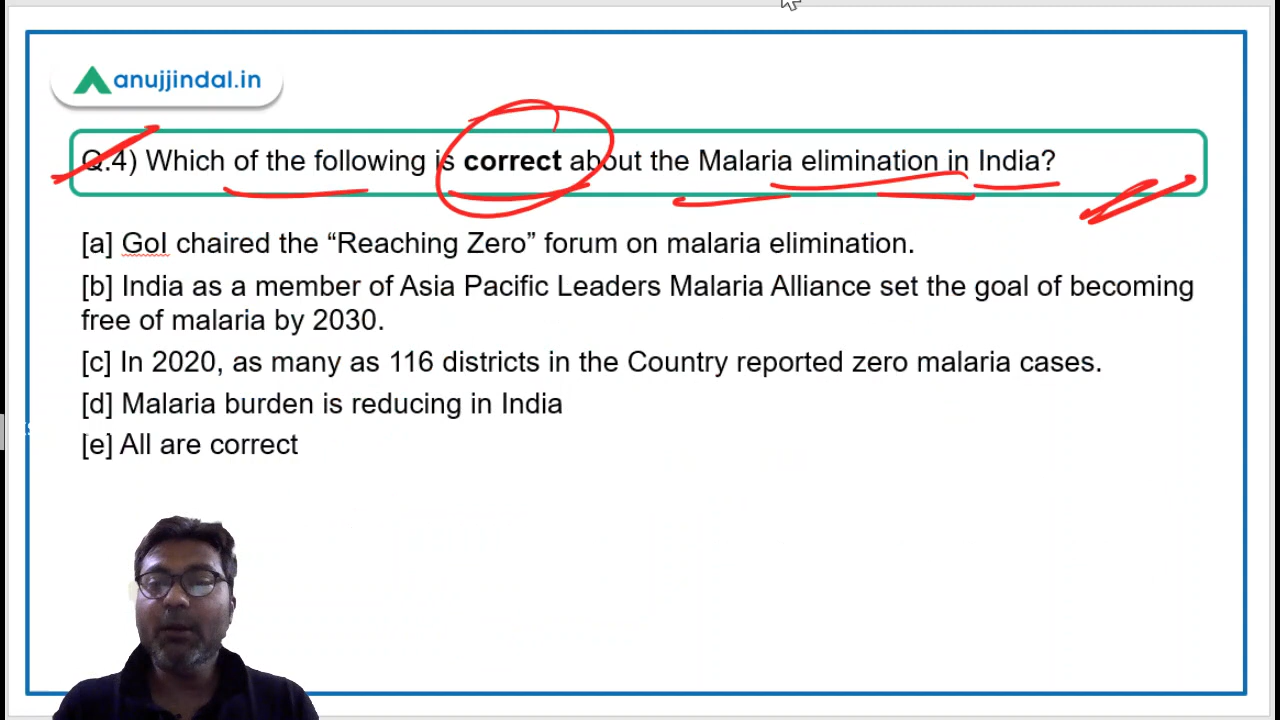 anujjindal.in
Q.4) Which of the following is correct about the Malaria elimination in India?
[a] GoI chaired the “Reaching Zero” forum on malaria elimination.
[b] India as a member of Asia Pacific Leaders Malaria Alliance set the goal of becoming
free of malaria by 2030.
[c] In 2020, as many as 116 districts in the Country reported zero malaria cases.
[d] Malaria burden is reducing in India
[e] All are correct